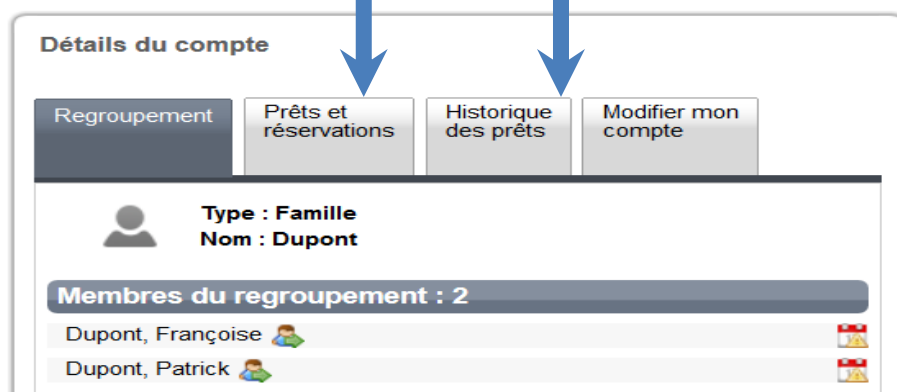 Détails du compte
Regroupement
Prêts et
réservations
Historique
des prêts
Modifier mon
compte
Type : Famille
Nom : Dupont
Membres du regroupement : 2
Dupont, Françoise
Dupont, Patrick